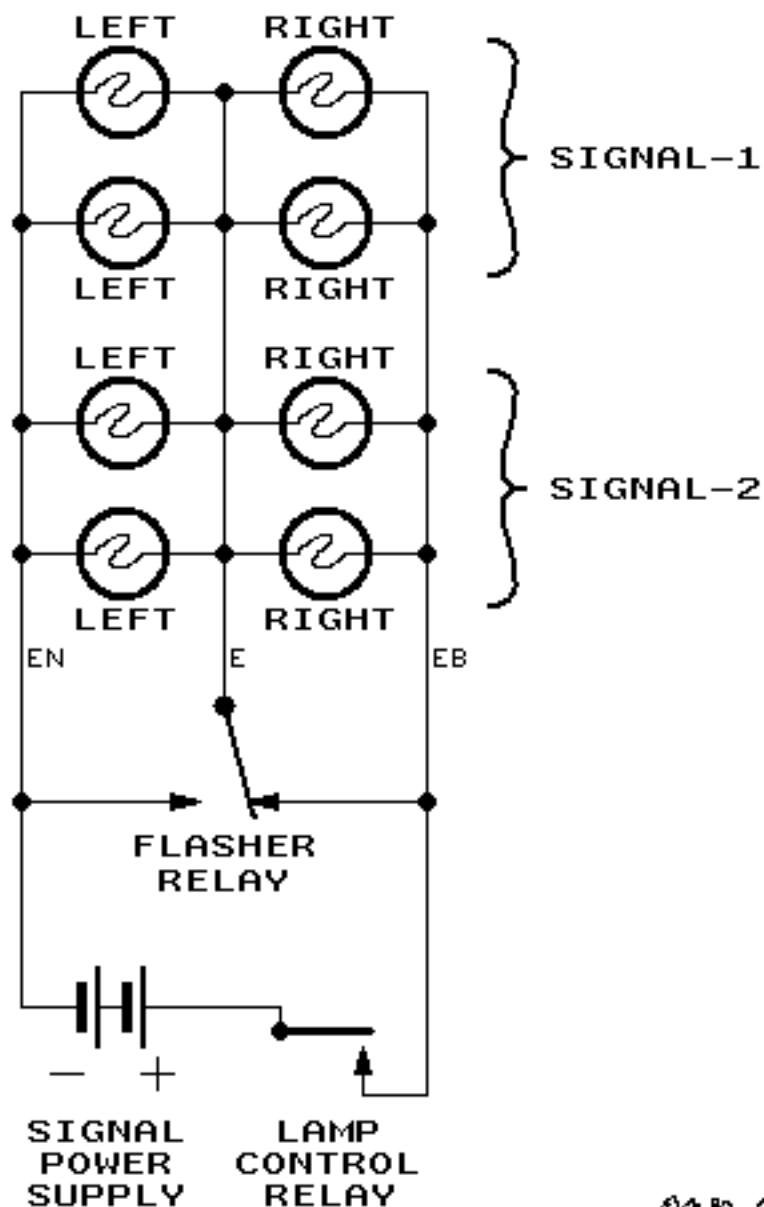 LEFT RIGHT
SIGNAL-1
LEFT RIGHT
LEFT RIGHT
SIGNAL-2
LEFT RIGHT
EN E EB
FLASHER
RELAY
− +
SIGNAL
POWER
SUPPLY
LAMP
CONTROL
RELAY